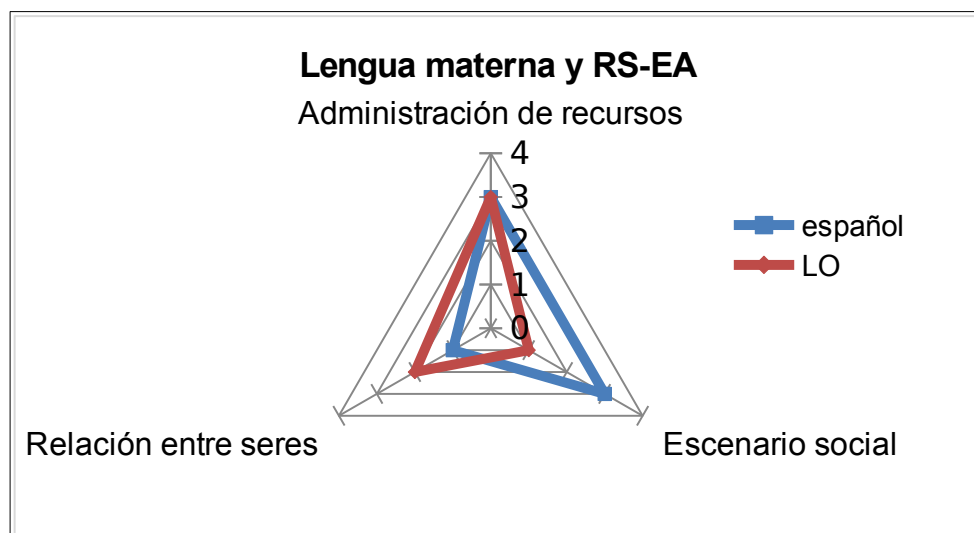 Lengua materna y RS-EA
Administración de recursos
4
3
2
1
0
español
LO
Relación entre seres
Escenario social